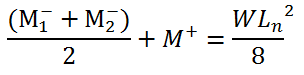 (M₁⁻ + M₂⁻)/2 + M⁺ = WLₙ²/8